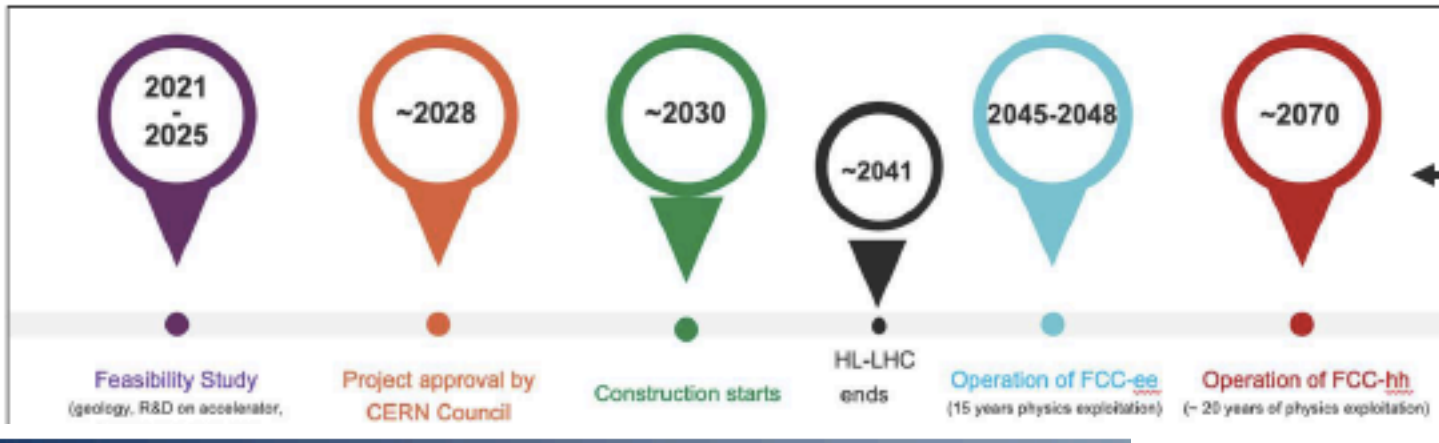 2021
-
2025
~2028
~2030
~2041
2045-2048
~2070
Feasibility Study
(geology, R&D on accelerator,
Project approval by
CERN Council
Construction starts
HL-LHC
ends
Operation of FCC-ee
(15 years physics exploitation)
Operation of FCC-hh
(~ 20 years of physics exploitation)